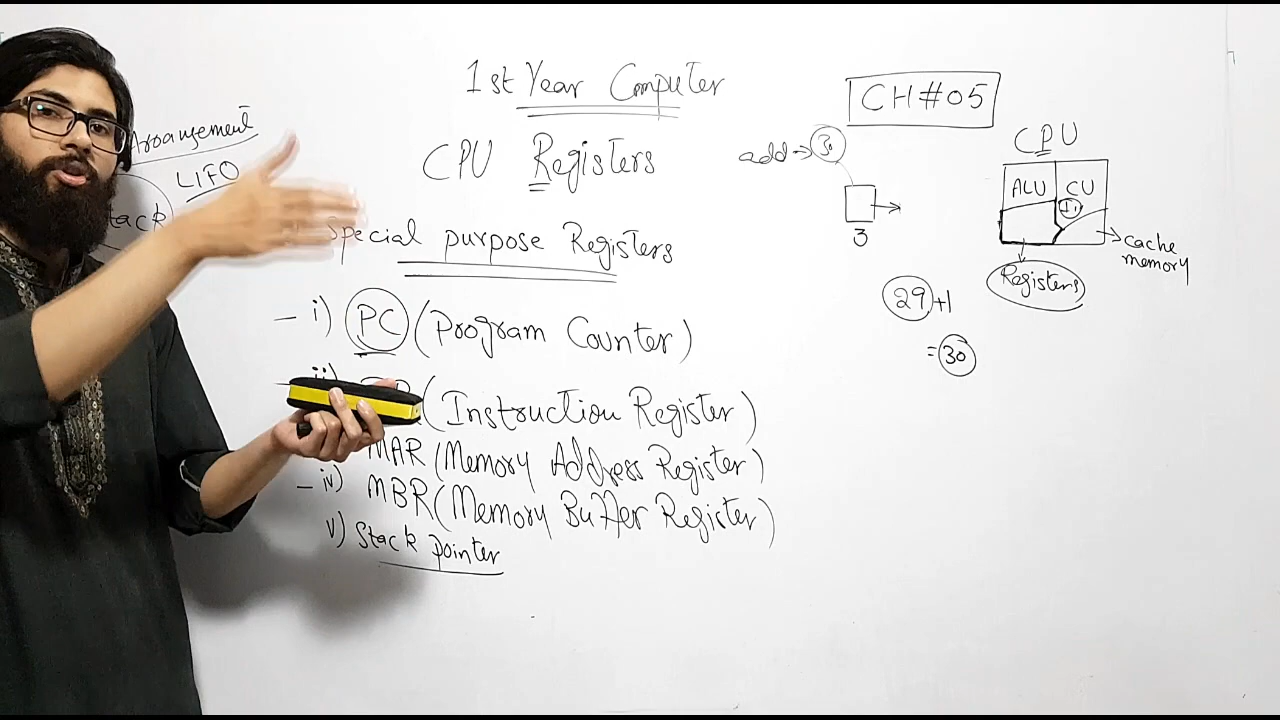 1st Year Computer
CH#05
CPU Registers
Arrangement
LIFO
special purpose Registers
i) PC (Program Counter)
ii) (Instruction Register)
MAR (Memory Address Register)
iv) MBR (Memory Buffer Register)
v) Stack pointer
add → 30
3
CPU
ALU CU
cache
memory
Registers
29+1
=30